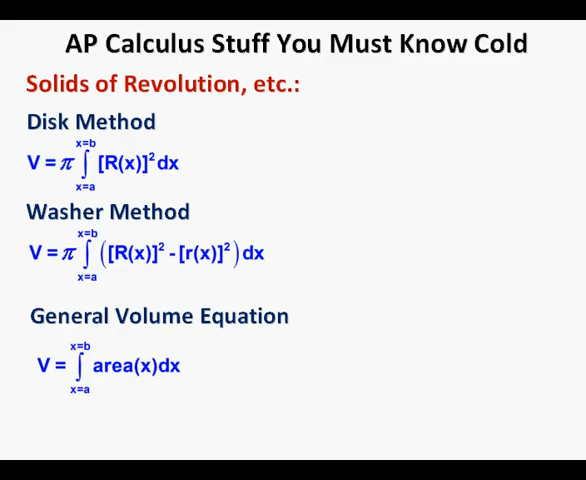 AP Calculus Stuff You Must Know Cold
Solids of Revolution, etc.:
Disk Method
x=b
V = π ∫ [R(x)]² dx
x=a
Washer Method
x=b
V = π ∫ ([R(x)]² - [r(x)]²) dx
x=a
General Volume Equation
x=b
V = ∫ area(x)dx
x=a